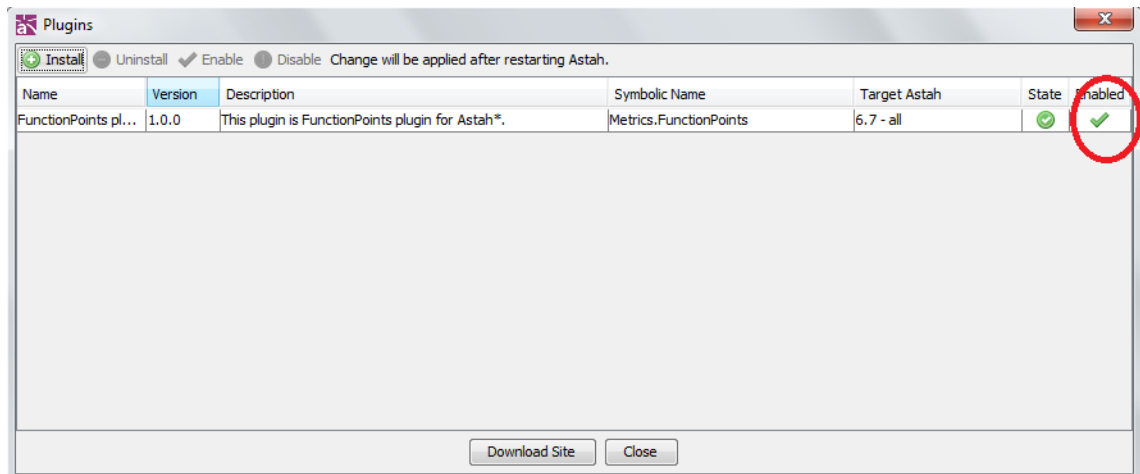 Plugins
Install Uninstall Enable Disable Change will be applied after restarting Astah.
Name Version Description Symbolic Name Target Astah State Enabled
FunctionPoints pl... 1.0.0 This plugin is FunctionPoints plugin for Astah*. Metrics.FunctionPoints 6.7 - all
Download Site Close